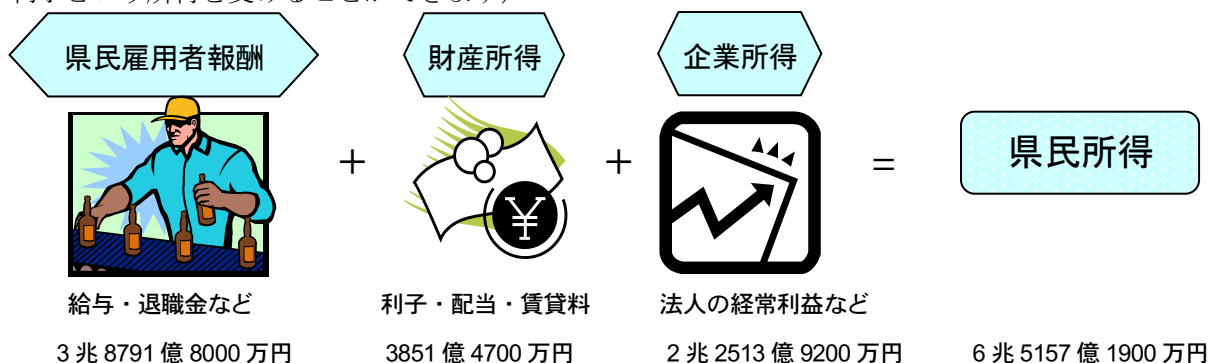 県民雇用者報酬 財産所得 企業所得
+ + = 県民所得
¥
給与・退職金など 利子・配当・賃貸料 法人の経常利益など
3 兆 8791 億 8000 万円 3851 億 4700 万円 2 兆 2513 億 9200 万円 6 兆 5157 億 1900 万円